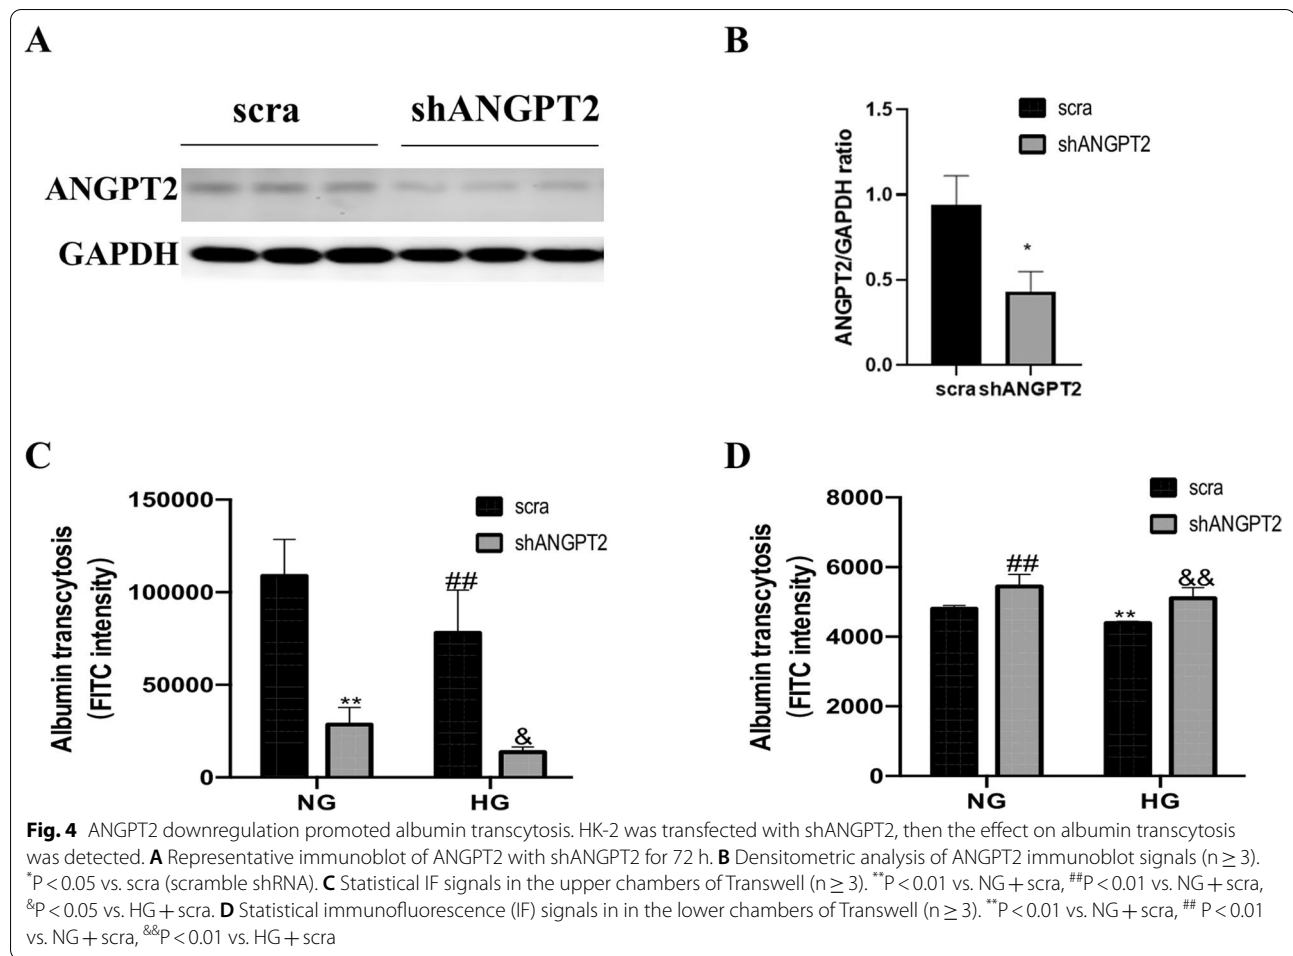 A
scra shANGPT2
ANGPT2
GAPDH
B
1.5
1.0
0.5
0.0
ANGPT2/GAPDH ratio
scra
shANGPT2
*
scra shANGPT2
C
150000
100000
50000
0
Albumin transcytosis
(FITC intensity)
scra
shANGPT2
**
##
&
NG HG
D
8000
6000
4000
2000
0
Albumin transcytosis
(FITC intensity)
scra
shANGPT2
##
**
&&
NG HG
Fig. 4 ANGPT2 downregulation promoted albumin transcytosis. HK-2 was transfected with shANGPT2, then the effect on albumin transcytosis
was detected. A Representative immunoblot of ANGPT2 with shANGPT2 for 72 h. B Densitometric analysis of ANGPT2 immunoblot signals (n ≥ 3).
*P < 0.05 vs. scra (scramble shRNA). C Statistical IF signals in the upper chambers of Transwell (n ≥ 3). **P < 0.01 vs. NG + scra, ##P < 0.01 vs. NG + scra,
&P < 0.05 vs. HG + scra. D Statistical immunofluorescence (IF) signals in in the lower chambers of Transwell (n ≥ 3). **P < 0.01 vs. NG + scra, ## P < 0.01
vs. NG + scra, &&P < 0.01 vs. HG + scra